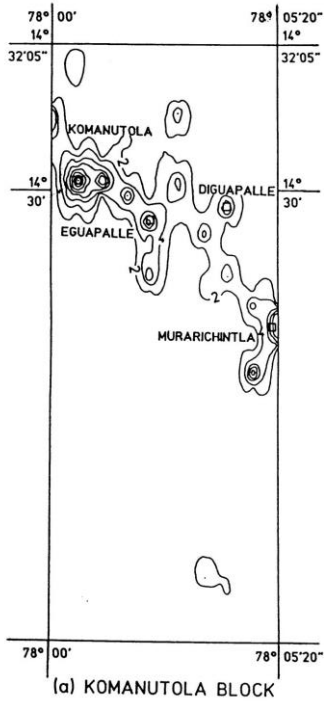 78° 00' 78° 05'20"
14° 14°
32'05" 32'05"
KOMANUTOLA
2
DIGUAPALLE
14° 14°
30' 30'
EGUAPALLE
4
2 2
MURARICHINTLA
78° 00' 78° 05'20"
(a) KOMANUTOLA BLOCK